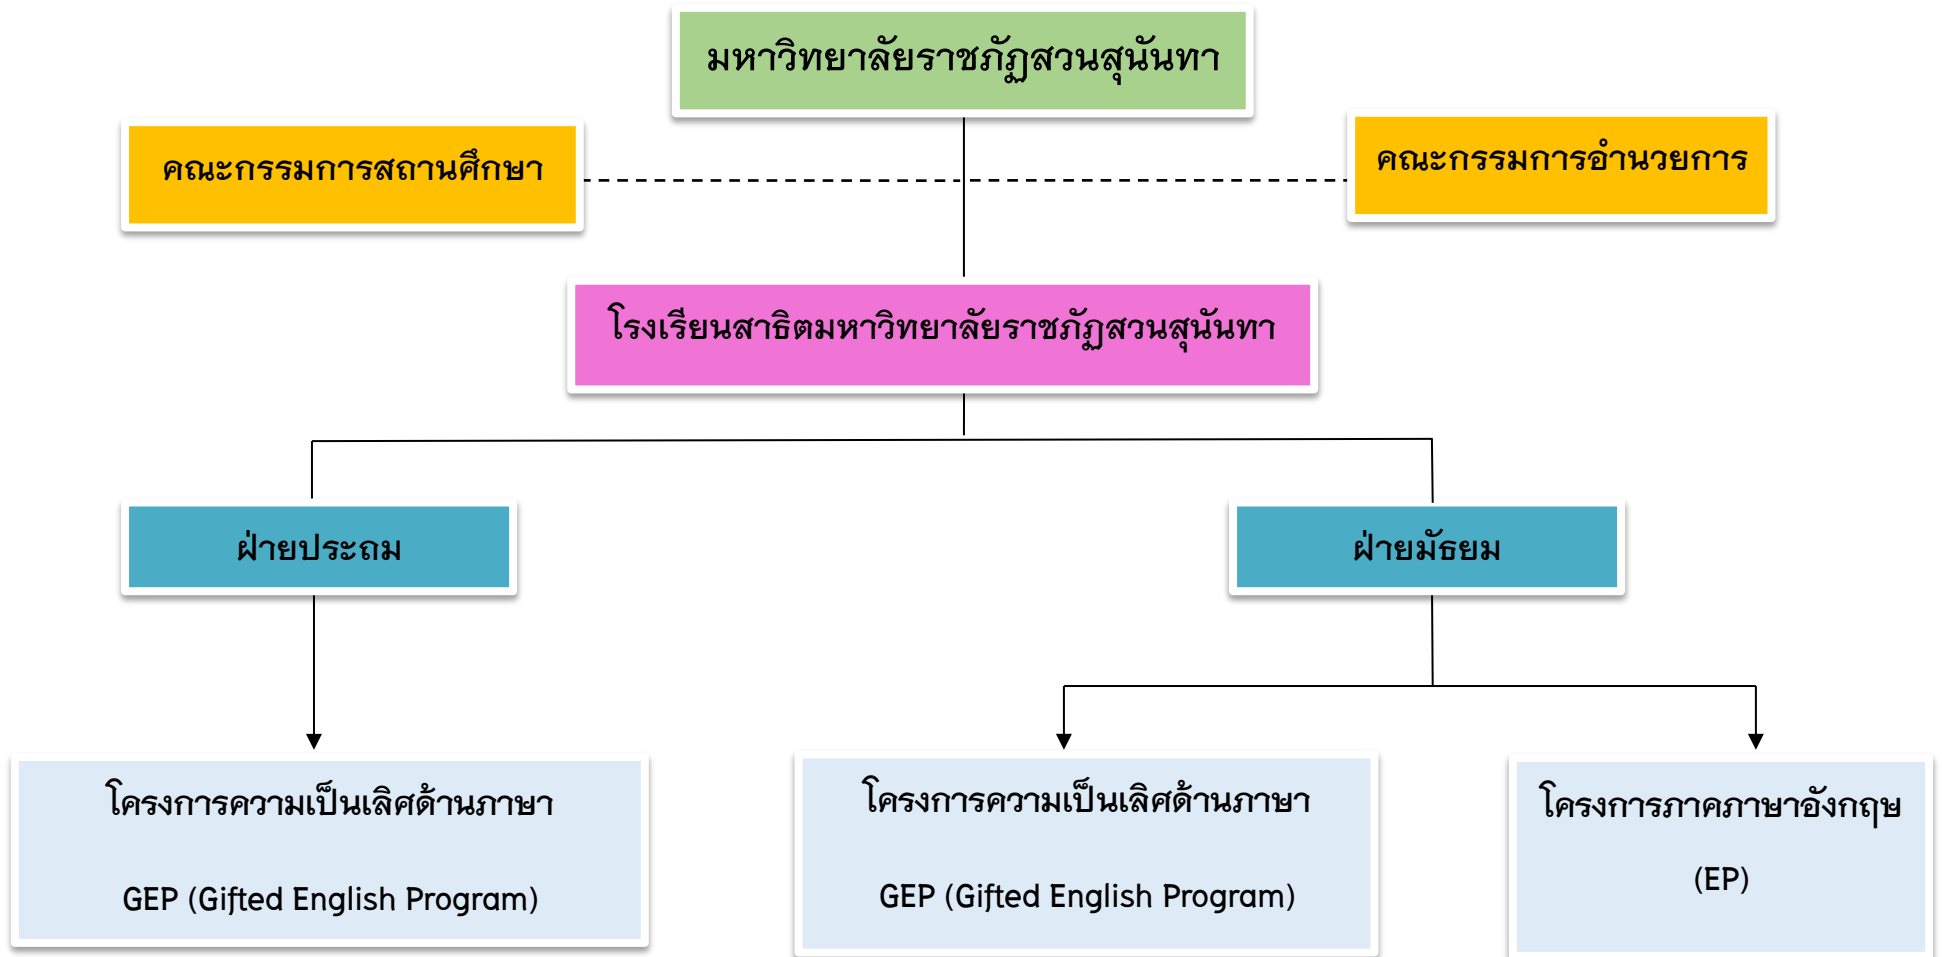 มหาวิทยาลัยราชภัฏสวนสุนันทา
คณะกรรมการสถานศึกษา
คณะกรรมการอำนวยการ
โรงเรียนสาธิตมหาวิทยาลัยราชภัฏสวนสุนันทา
ฝ่ายประถม
ฝ่ายมัธยม
โครงการความเป็นเลิศด้านภาษา
GEP (Gifted English Program)
โครงการความเป็นเลิศด้านภาษา
GEP (Gifted English Program)
โครงการภาคภาษาอังกฤษ
(EP)